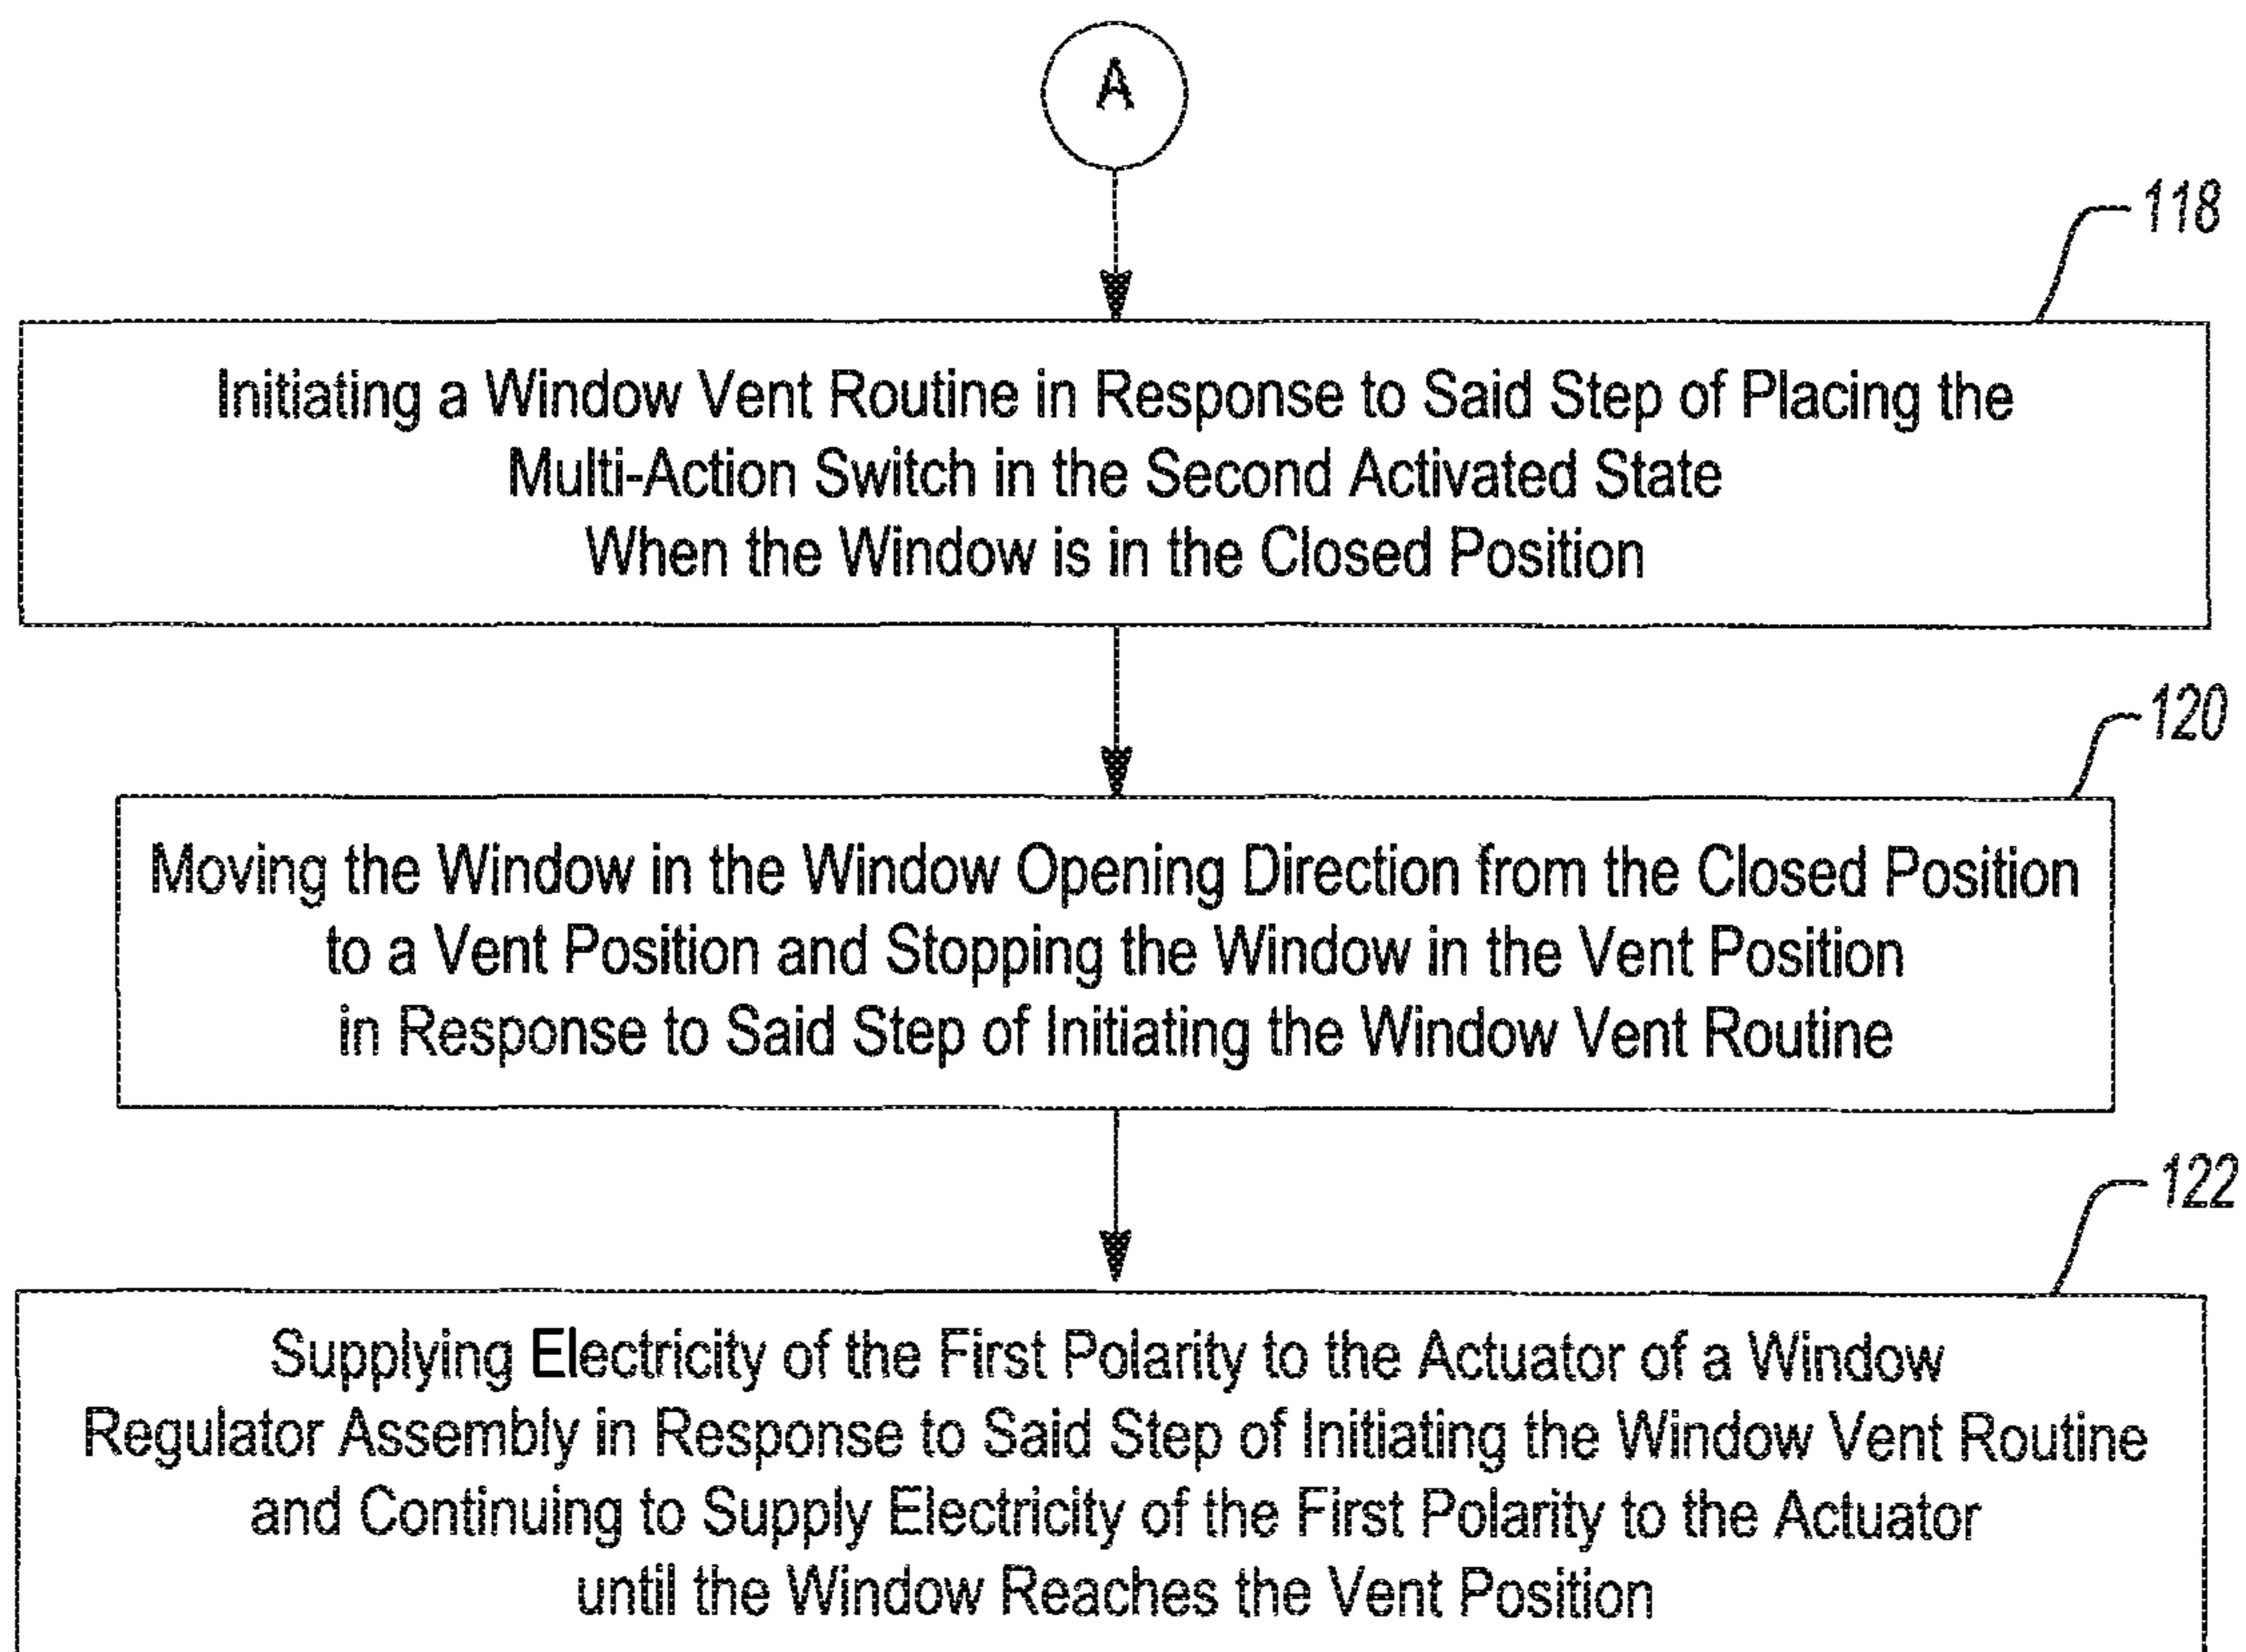 A
118
Initiating a Window Vent Routine in Response to Said Step of Placing the
Multi-Action Switch in the Second Activated State
When the Window is in the Closed Position
120
Moving the Window in the Window Opening Direction from the Closed Position
to a Vent Position and Stopping the Window in the Vent Position
in Response to Said Step of Initiating the Window Vent Routine
122
Supplying Electricity of the First Polarity to the Actuator of a Window
Regulator Assembly in Response to Said Step of Initiating the Window Vent Routine
and Continuing to Supply Electricity of the First Polarity to the Actuator
until the Window Reaches the Vent Position